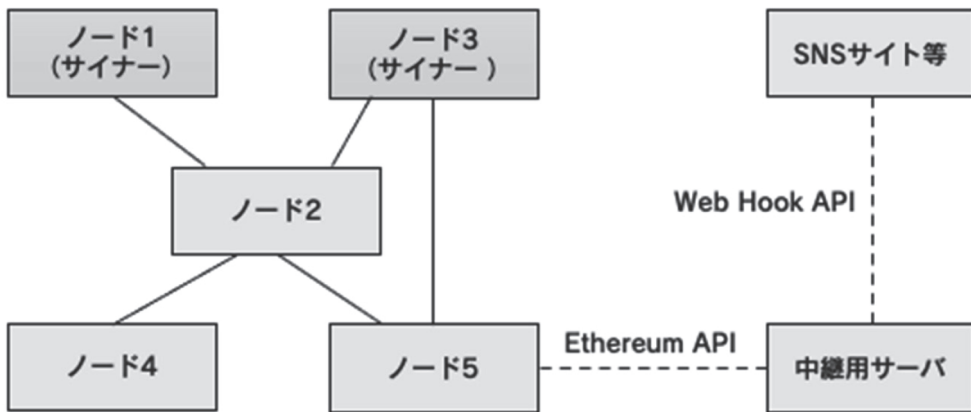 ノード1
（サイナー）
ノード3
（サイナー ）
SNSサイト等
ノード2
Web Hook API
ノード4
ノード5
Ethereum API
中継用サーバ